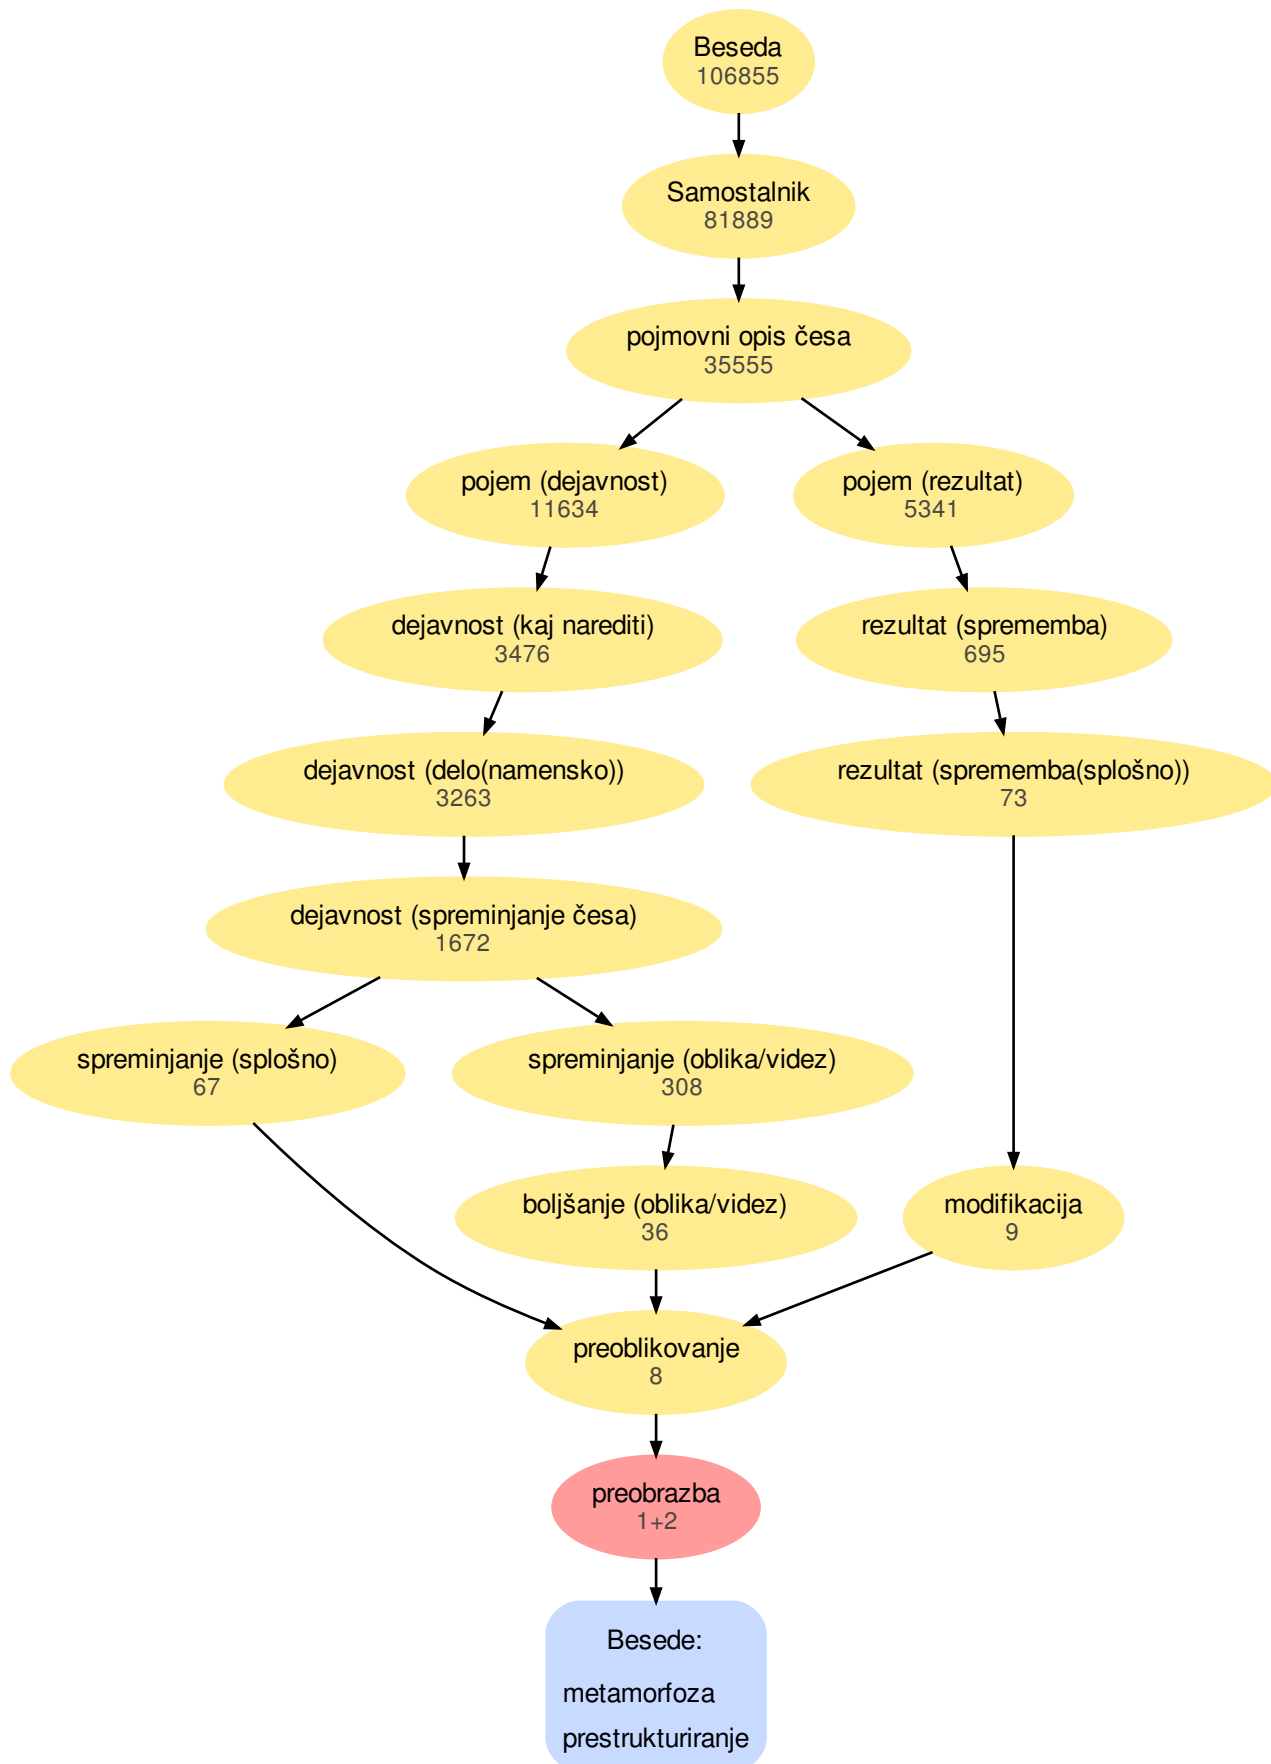 Beseda
106855
Samostalnik
81889
pojmovni opis česa
35555
pojem (dejavnost)
11634
pojem (rezultat)
5341
dejavnost (kaj narediti)
3476
rezultat (sprememba)
695
dejavnost (delo(namensko))
3263
rezultat (sprememba(splošno))
73
dejavnost (spreminjanje česa)
1672
spreminjanje (splošno)
67
spreminjanje (oblika/videz)
308
boljšanje (oblika/videz)
36
modifikacija
9
preoblikovanje
8
preobrazba
1+2
Besede:
metamorfoza
prestrukturiranje